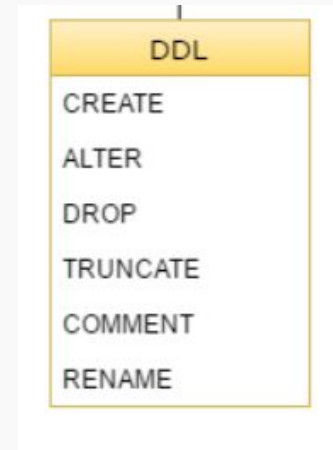 DDL
CREATE
ALTER
DROP
TRUNCATE
COMMENT
RENAME